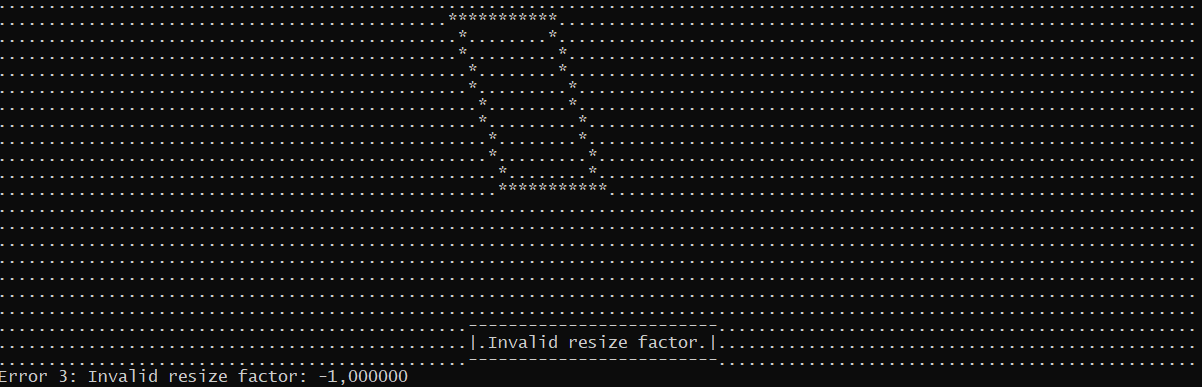 Invalid resize factor.
Error 3: Invalid resize factor: -1,000000